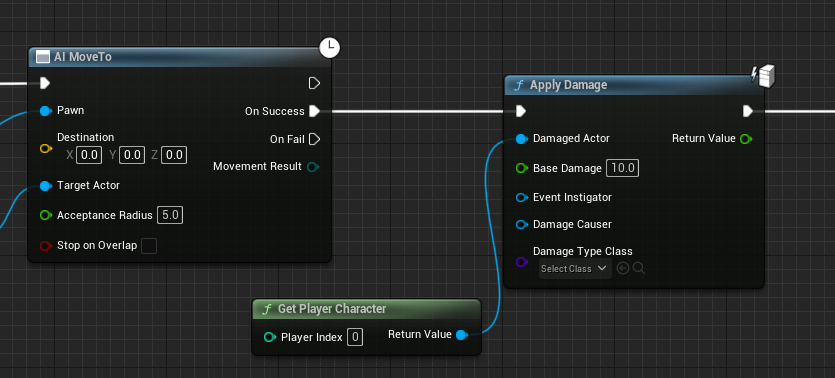 AI MoveTo
Pawn
On Success
Destination
X 0.0 Y 0.0 Z 0.0
On Fail
Movement Result
Target Actor
Acceptance Radius 5.0
Stop on Overlap
f Apply Damage
Damaged Actor
Return Value
Base Damage 10.0
Event Instigator
Damage Causer
Damage Type Class
Select Class
f Get Player Character
Player Index 0
Return Value